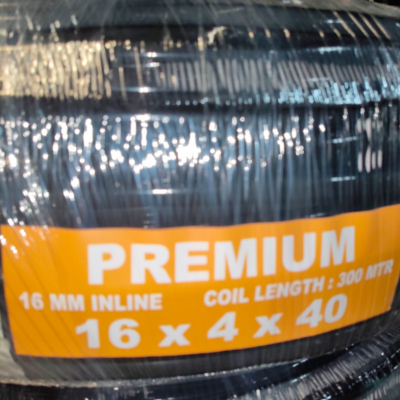 PREMIUM
16 MM INLINE COIL LENGTH : 300 MTR
16 x 4 x 40